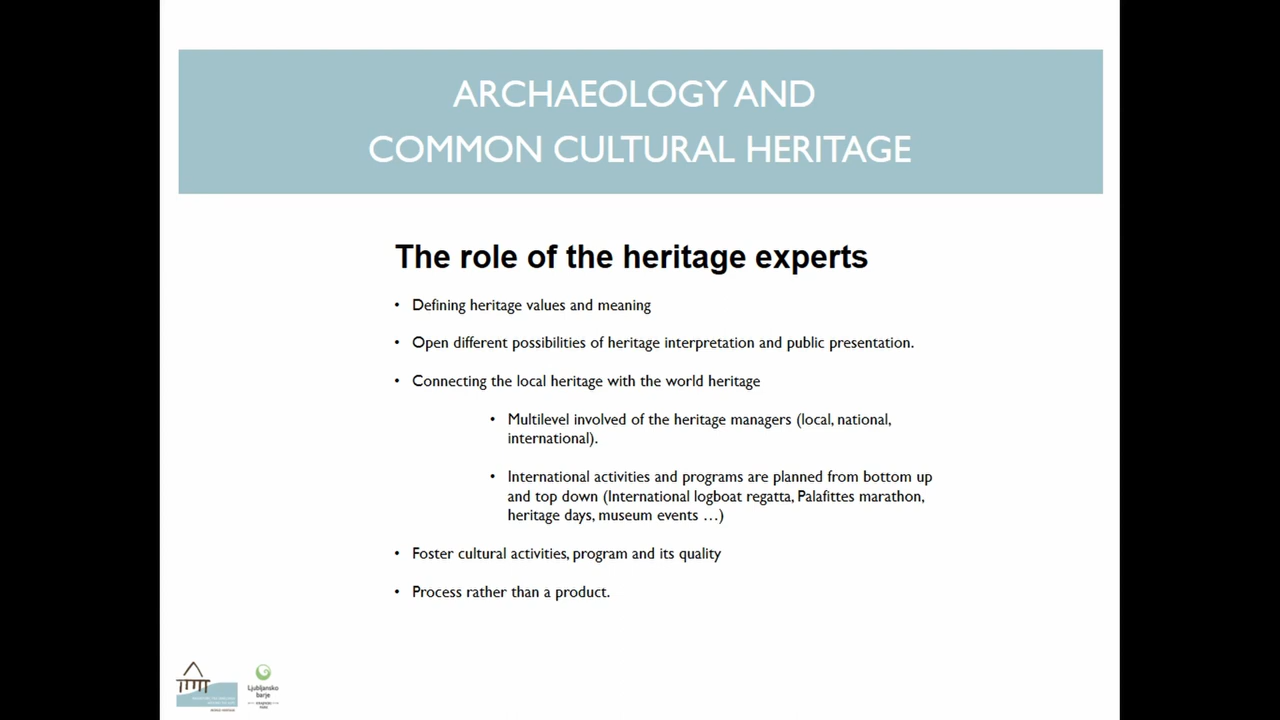 ARCHAEOLOGY AND
COMMON CULTURAL HERITAGE
The role of the heritage experts
• Defining heritage values and meaning
• Open different possibilities of heritage interpretation and public presentation.
• Connecting the local heritage with the world heritage
• Multilevel involved of the heritage managers (local, national,
international).
• International activities and programs are planned from bottom up
and top down (International logboat regatta, Palafittes marathon,
heritage days, museum events …)
• Foster cultural activities, program and its quality
• Process rather than a product.
Ljubljansko
barje